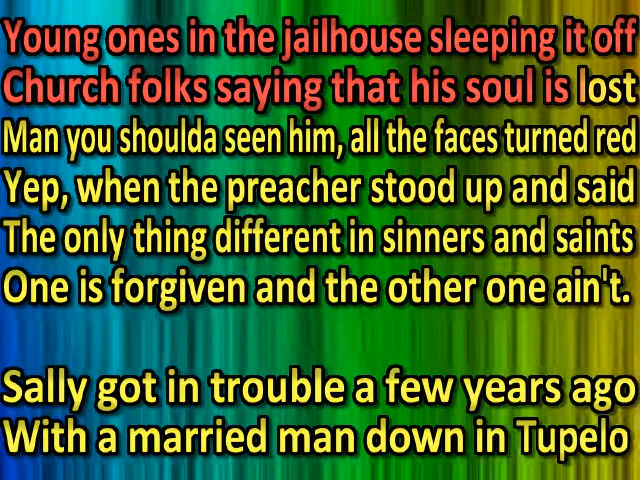 Young ones in the jailhouse sleeping it off
Church folks saying that his soul is lost
Man you shoulda seen him, all the faces turned red
Yep, when the preacher stood up and said
The only thing different in sinners and saints
One is forgiven and the other one ain't.
Sally got in trouble a few years ago
With a married man down in Tupelo